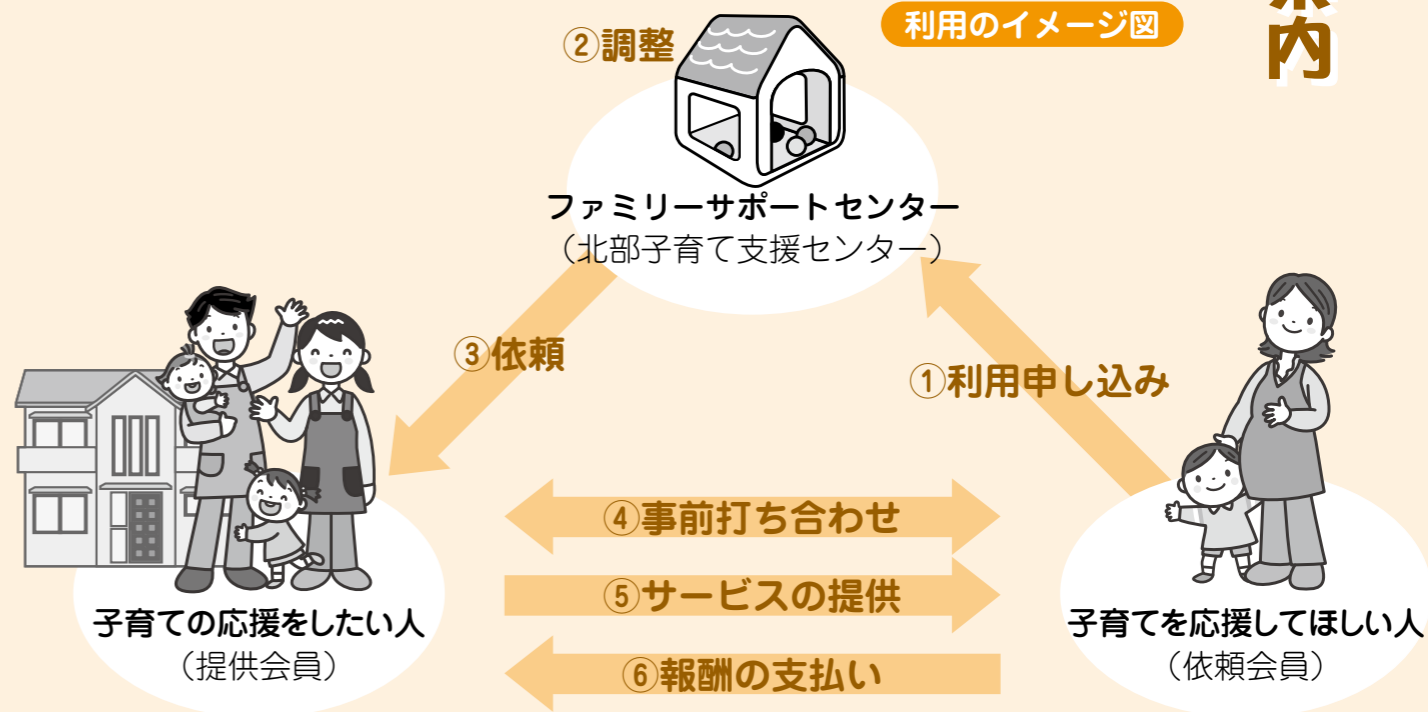 内
利用のイメージ図
②調整
ファミリーサポートセンター
（北部子育て支援センター）
③依頼
①利用申し込み
④事前打ち合わせ
⑤サービスの提供
⑥報酬の支払い
子育ての応援をしたい人
（提供会員）
子育てを応援してほしい人
（依頼会員）